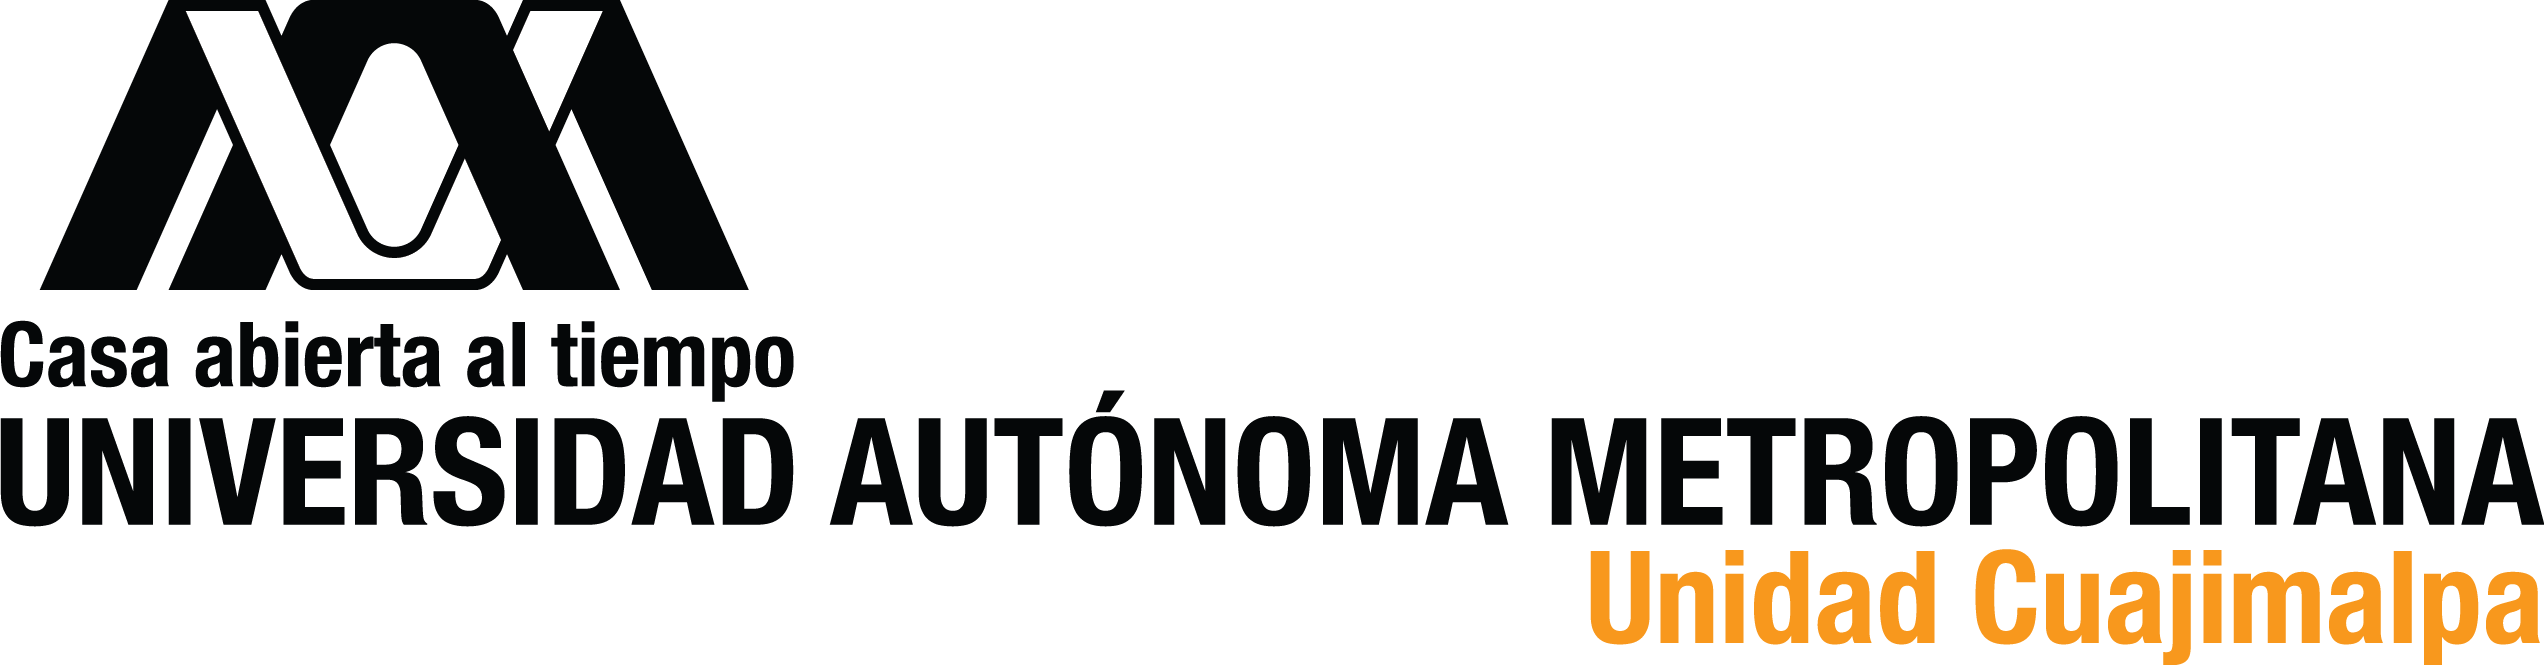 Casa abierta al tiempo
UNIVERSIDAD AUTÓNOMA METROPOLITANA
Unidad Cuajimalpa